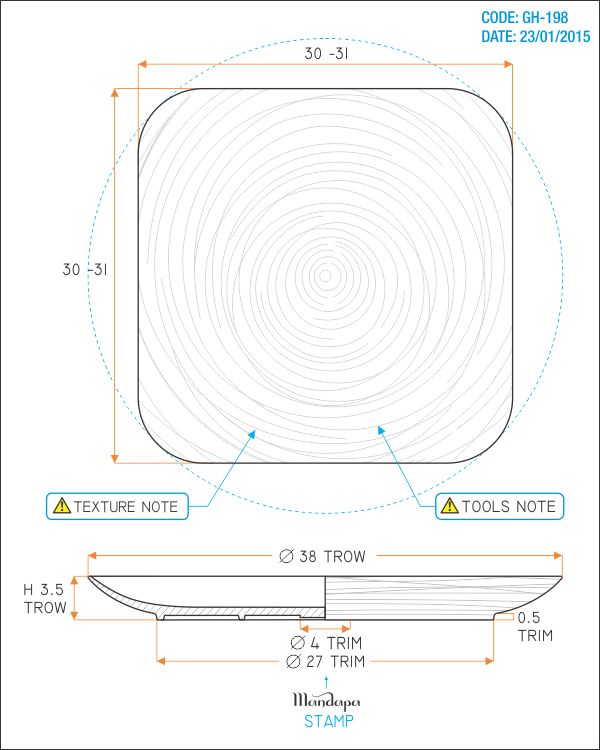 CODE: GH-198
DATE: 23/01/2015
30 -31
30 -31
TEXTURE NOTE
TOOLS NOTE
Ø 38 TROW
H 3.5
TROW
0.5
TRIM
Ø 4 TRIM
Ø 27 TRIM
Mandapa
STAMP